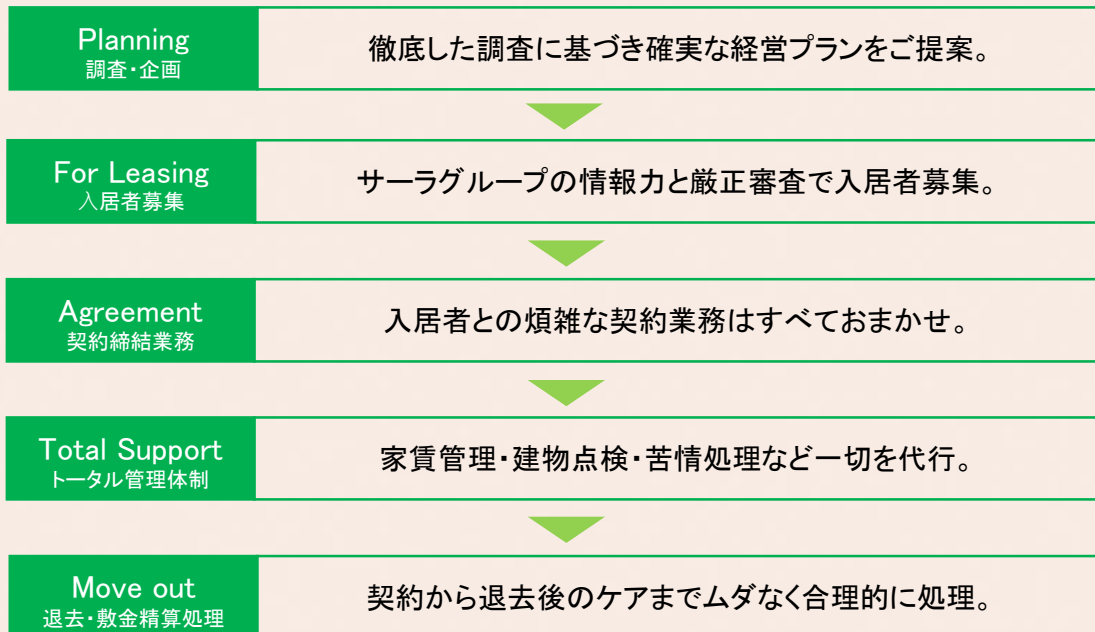 Planning
調査・企画
徹底した調査に基づき確実な経営プランをご提案。
For Leasing
入居者募集
サーラグループの情報力と厳正審査で入居者募集。
Agreement
契約締結業務
入居者との煩雑な契約業務はすべておまかせ。
Total Support
トータル管理体制
家賃管理・建物点検・苦情処理など一切を代行。
Move out
退去・敷金精算処理
契約から退去後のケアまでムダなく合理的に処理。